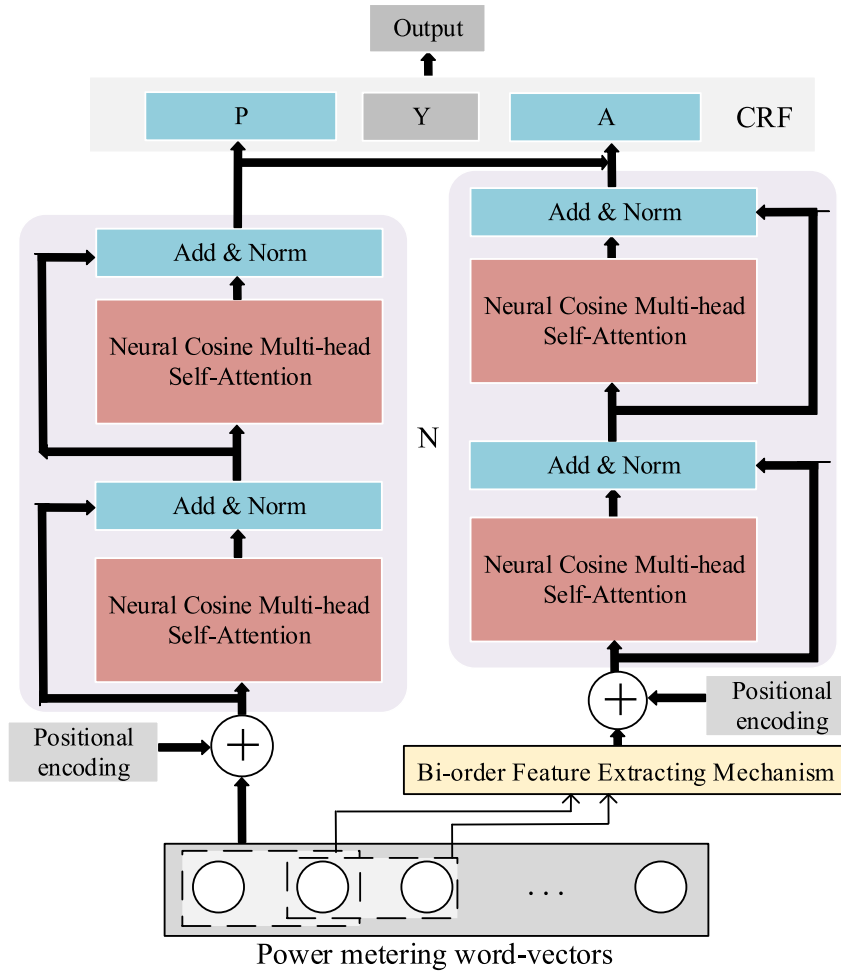 Output
P
Y
A
CRF
Add & Norm
Neural Cosine Multi-head
Self-Attention
Add & Norm
Neural Cosine Multi-head
Self-Attention
Positional
encoding
N
Add & Norm
Neural Cosine Multi-head
Self-Attention
Add & Norm
Neural Cosine Multi-head
Self-Attention
Positional
encoding
Bi-order Feature Extracting Mechanism
. . .
Power metering word-vectors